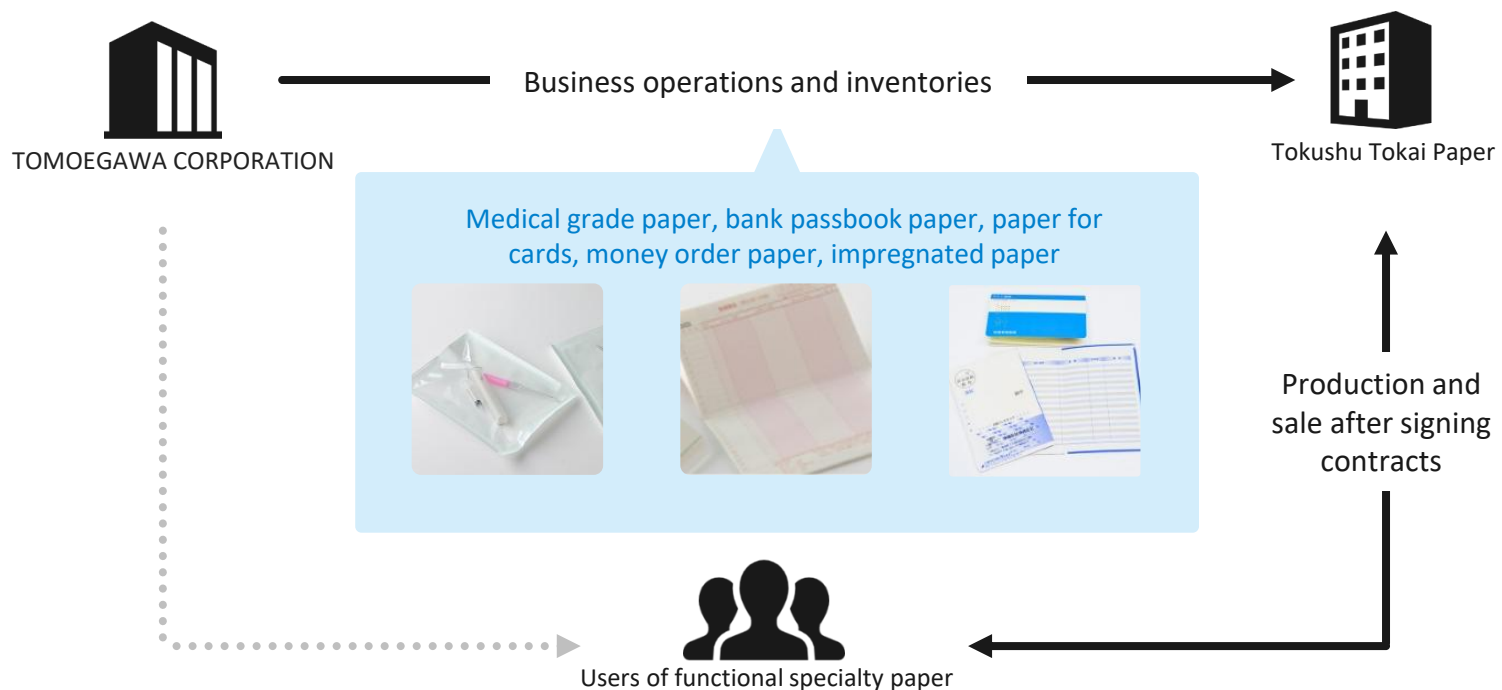 Business operations and inventories
TOMOEGAWA CORPORATION
Tokushu Tokai Paper
Medical grade paper, bank passbook paper, paper for
cards, money order paper, impregnated paper
Production and
sale after signing
contracts
Users of functional specialty paper